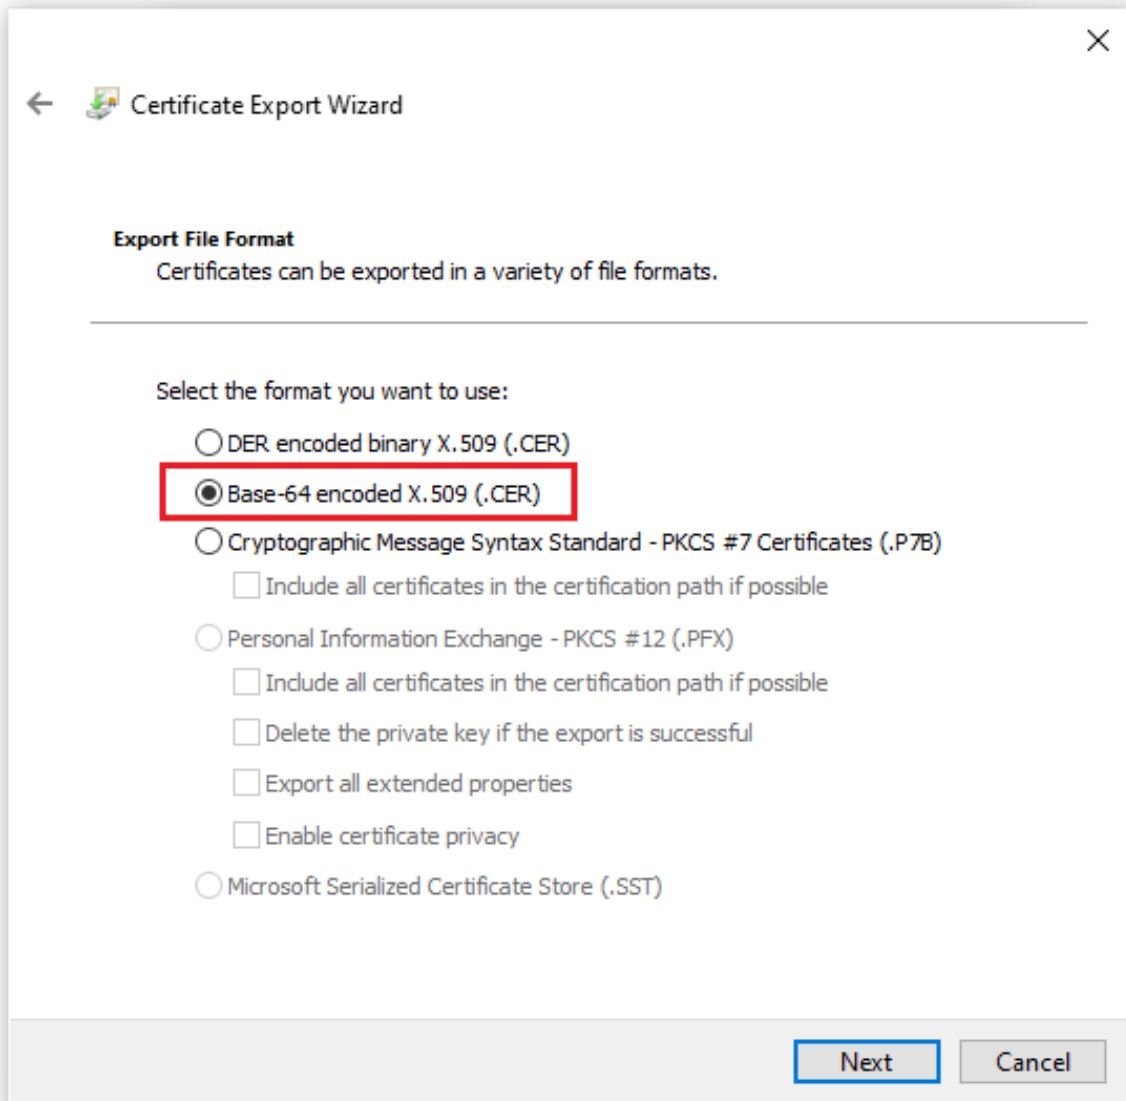 Certificate Export Wizard
Export File Format
Certificates can be exported in a variety of file formats.
Select the format you want to use:
DER encoded binary X.509 (.CER)
Base-64 encoded X.509 (.CER)
Cryptographic Message Syntax Standard - PKCS #7 Certificates (.P7B)
Include all certificates in the certification path if possible
Personal Information Exchange - PKCS #12 (.PFX)
Include all certificates in the certification path if possible
Delete the private key if the export is successful
Export all extended properties
Enable certificate privacy
Microsoft Serialized Certificate Store (.SST)
Next Cancel